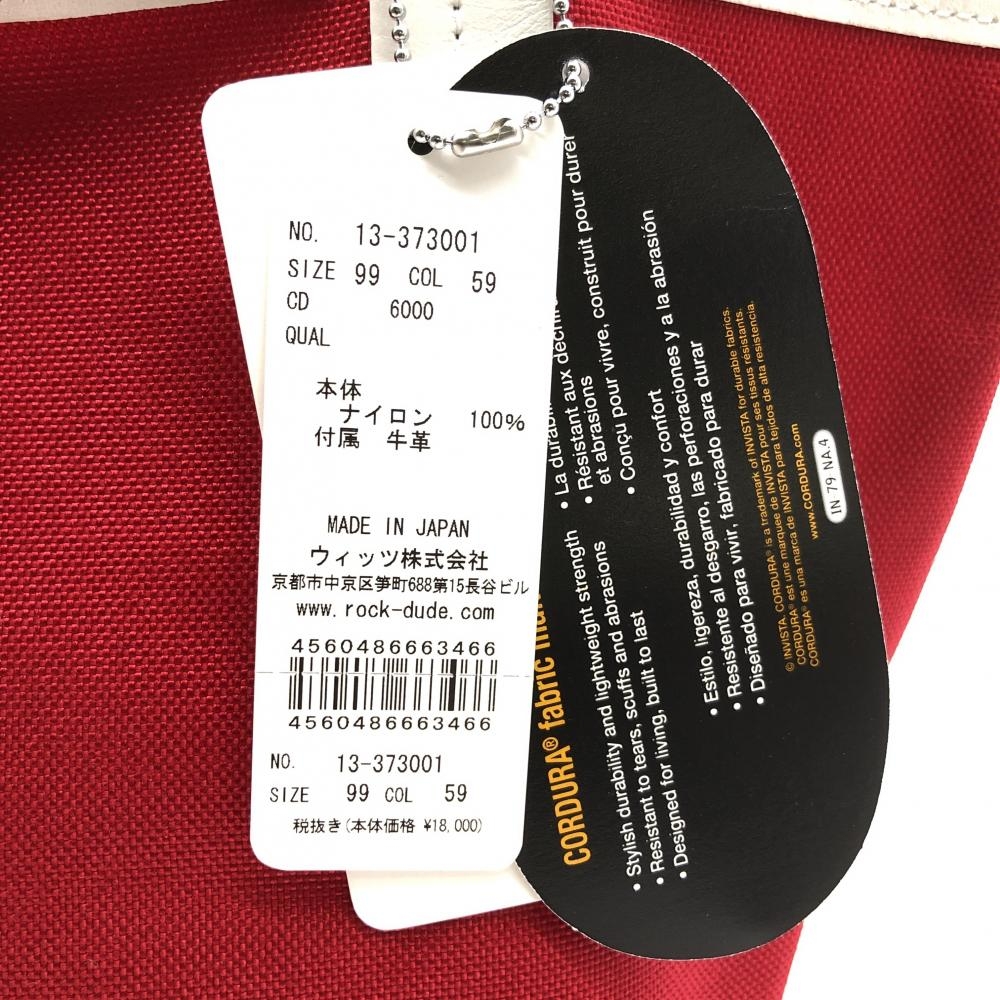 NO. 13-373001
SIZE 99 COL 59
CD 6000
QUAL
本体
ナイロン 100%
付属 牛革
MADE IN JAPAN
ウィッツ株式会社
京都市中京区笋町688第15長谷ビル
www.rock-dude.com
4560486663466
4560486663466
NO. 13-373001
SIZE 99 COL 59
税抜き(本体価格 ¥18,000)
CORDURA® fabric
• Stylish durability and lightweight strength
• Resistant to tears, scuffs and abrasions
• Designed for living, built to last
• La
• Résistant aux
et abrasions
• Conçu pour vivre, construit pour durer
• Estilo, ligereza, durabilidad y confort
• Resistente al desgarro, las perforaciones y a la abrasión
• Diseñado para vivir, fabricado para durar
© INVISTA. CORDURA® is a trademark of INVISTA for durable fabrics.
CORDURA® est une marquee de INVISTA pour ses tissus résistants.
CORDURA® es una marca de INVISTA para tejidos de alta resistencia.
www.CORDURA.com
IN 79 NA.4